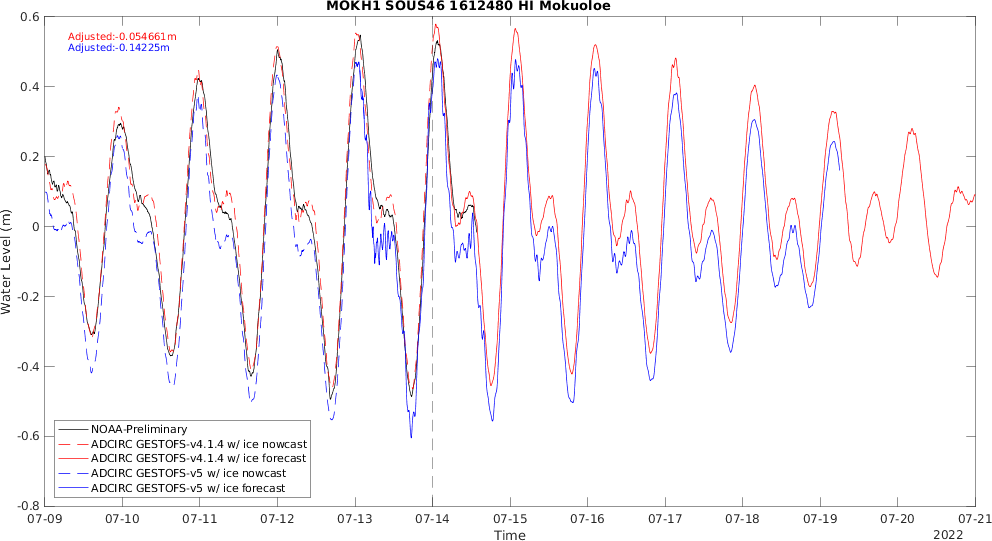 MOKH1 SOUS46 1612480 HI Mokuoloe
Adjusted:-0.054661m
Adjusted:-0.14225m
0.6
0.4
0.2
0
-0.2
-0.4
-0.6
-0.8
Water Level (m)
NOAA-Preliminary
ADCIRC GESTOFS-v4.1.4 w/ ice nowcast
ADCIRC GESTOFS-v4.1.4 w/ ice forecast
ADCIRC GESTOFS-v5 w/ ice nowcast
ADCIRC GESTOFS-v5 w/ ice forecast
07-09 07-10 07-11 07-12 07-13 07-14 07-15 07-16 07-17 07-18 07-19 07-20 07-21
Time
2022